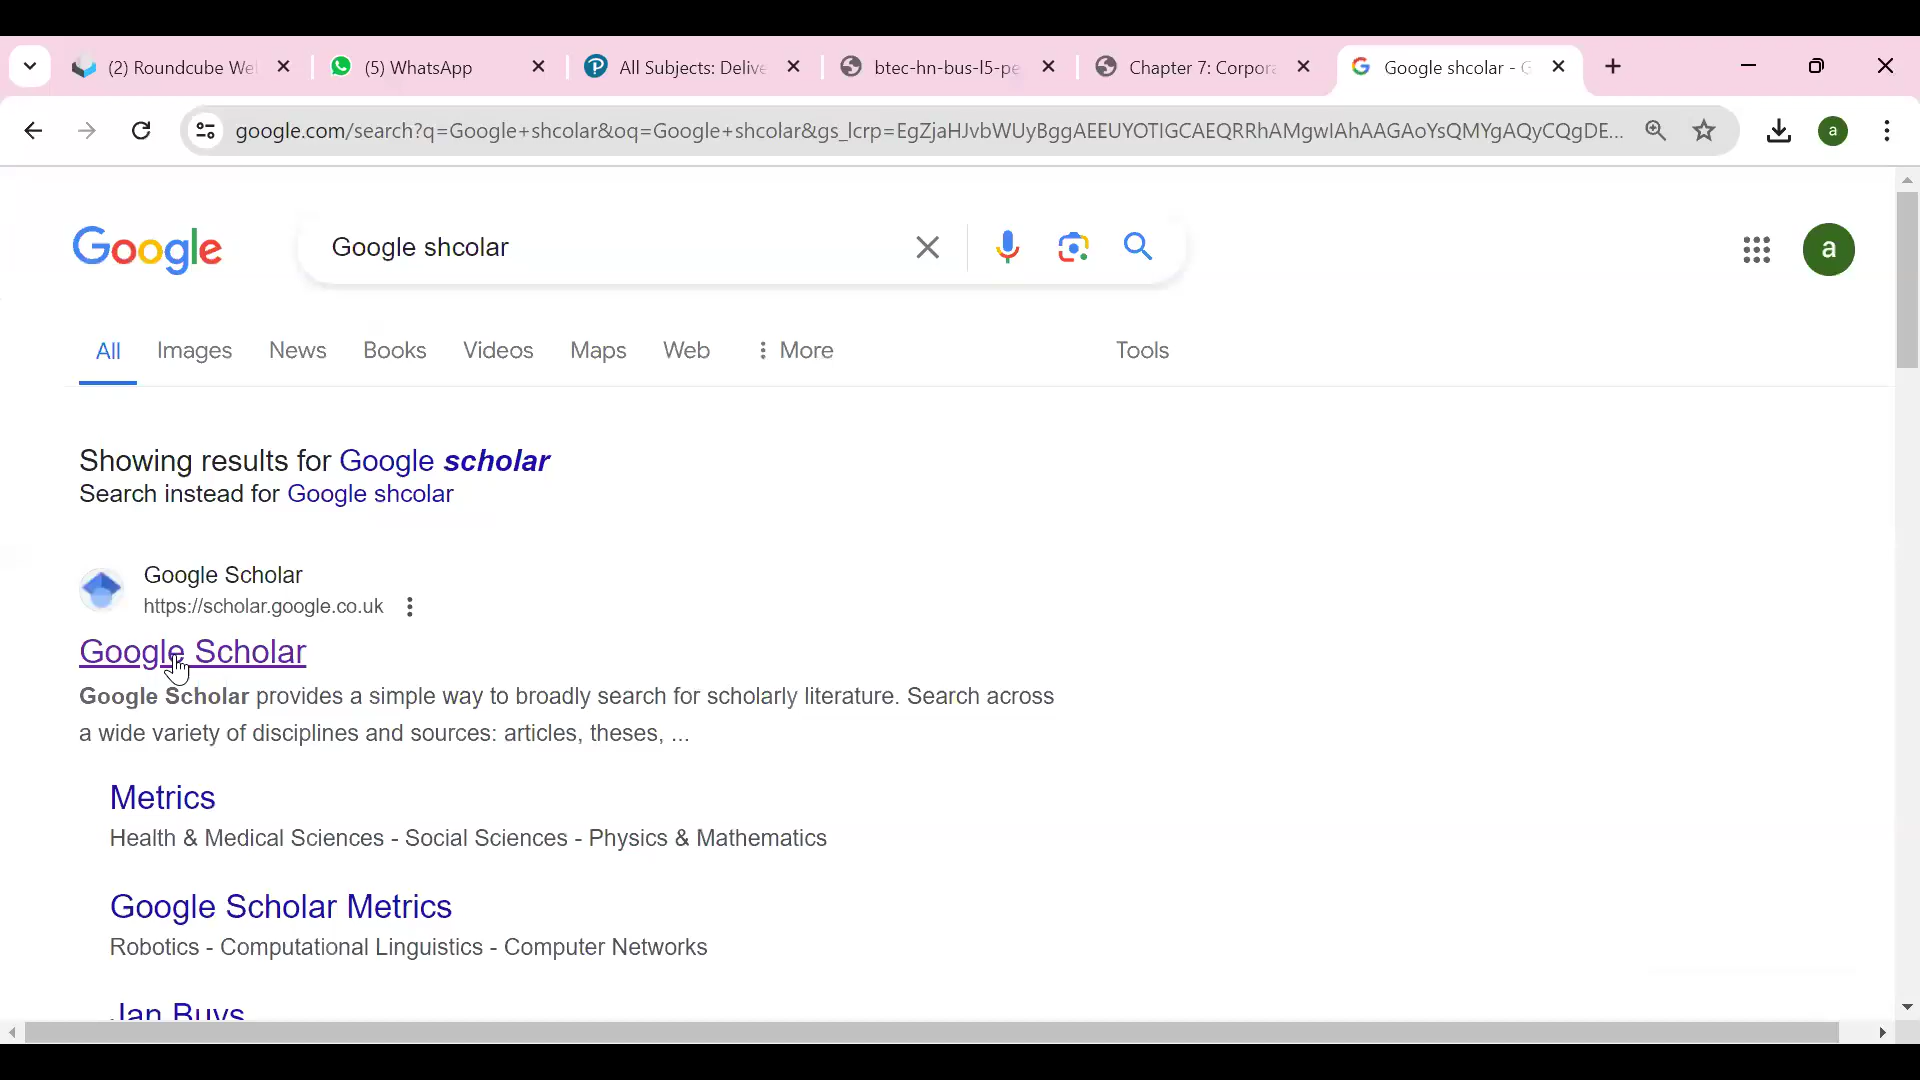 (2) Roundcube We
(5) WhatsApp
All Subjects: Delive
btec-hn-bus-l5-pe
Chapter 7: Corpora
Google shcolar - G
google.com/search?q=Google+shcolar&oq=Google+shcolar&gs_lcrp=EgZjaHJvbWUyBggAEEUYOTIGCAEQRRhAMgwIAhAAGAoYsQMYgAQyCQgDE...
a
Google
Google shcolar
a
All
Images
News
Books
Videos
Maps
Web
More
Tools
Showing results for Google scholar
Search instead for Google shcolar
Google Scholar
https://scholar.google.co.uk
Google Scholar
Google Scholar provides a simple way to broadly search for scholarly literature. Search across
a wide variety of disciplines and sources: articles, theses, ...
Metrics
Health & Medical Sciences - Social Sciences - Physics & Mathematics
Google Scholar Metrics
Robotics - Computational Linguistics - Computer Networks
Jan Buys